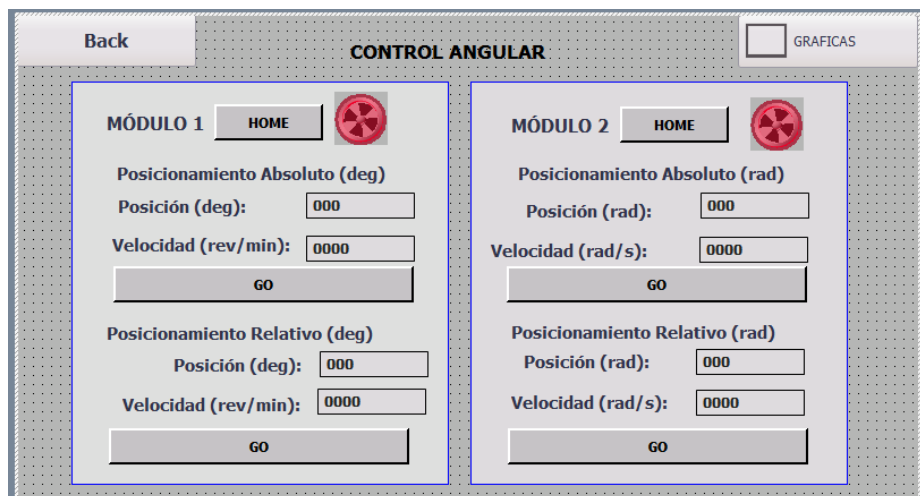 Back
CONTROL ANGULAR
GRAFICAS
MÓDULO 1
HOME
Posicionamiento Absoluto (deg)
Posición (deg): 000
Velocidad (rev/min): 0000
GO
Posicionamiento Relativo (deg)
Posición (deg): 000
Velocidad (rev/min): 0000
GO
MÓDULO 2
HOME
Posicionamiento Absoluto (rad)
Posición (rad): 000
Velocidad (rad/s): 0000
GO
Posicionamiento Relativo (rad)
Posición (rad): 000
Velocidad (rad/s): 0000
GO